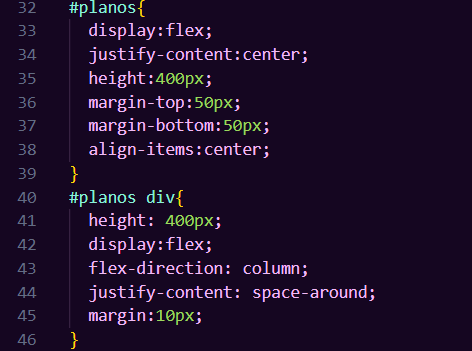 32 #planos{
33 display:flex;
34 justify-content:center;
35 height:400px;
36 margin-top:50px;
37 margin-bottom:50px;
38 align-items:center;
39 }
40 #planos div{
41 height: 400px;
42 display:flex;
43 flex-direction: column;
44 justify-content: space-around;
45 margin:10px;
46 }